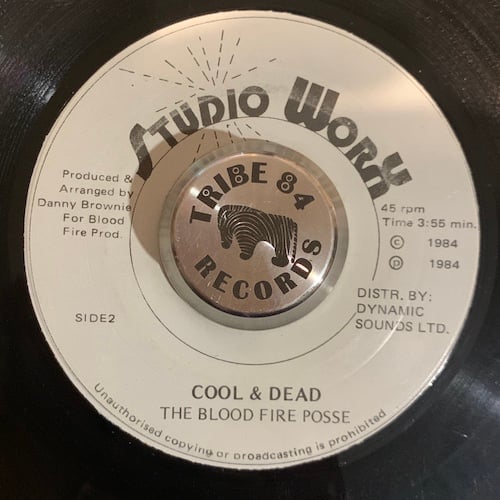 STUDIO WORK
TRIBE 84
RECORDS
Produced &
Arranged by
Danny Brownie
For Blood
Fire Prod.
SIDE2
45 rpm
Time 3:55 min.
© 1984
℗ 1984
DISTR. BY:
DYNAMIC
SOUNDS LTD.
COOL & DEAD
THE BLOOD FIRE POSSE
Unauthorised copying or broadcasting is prohibited